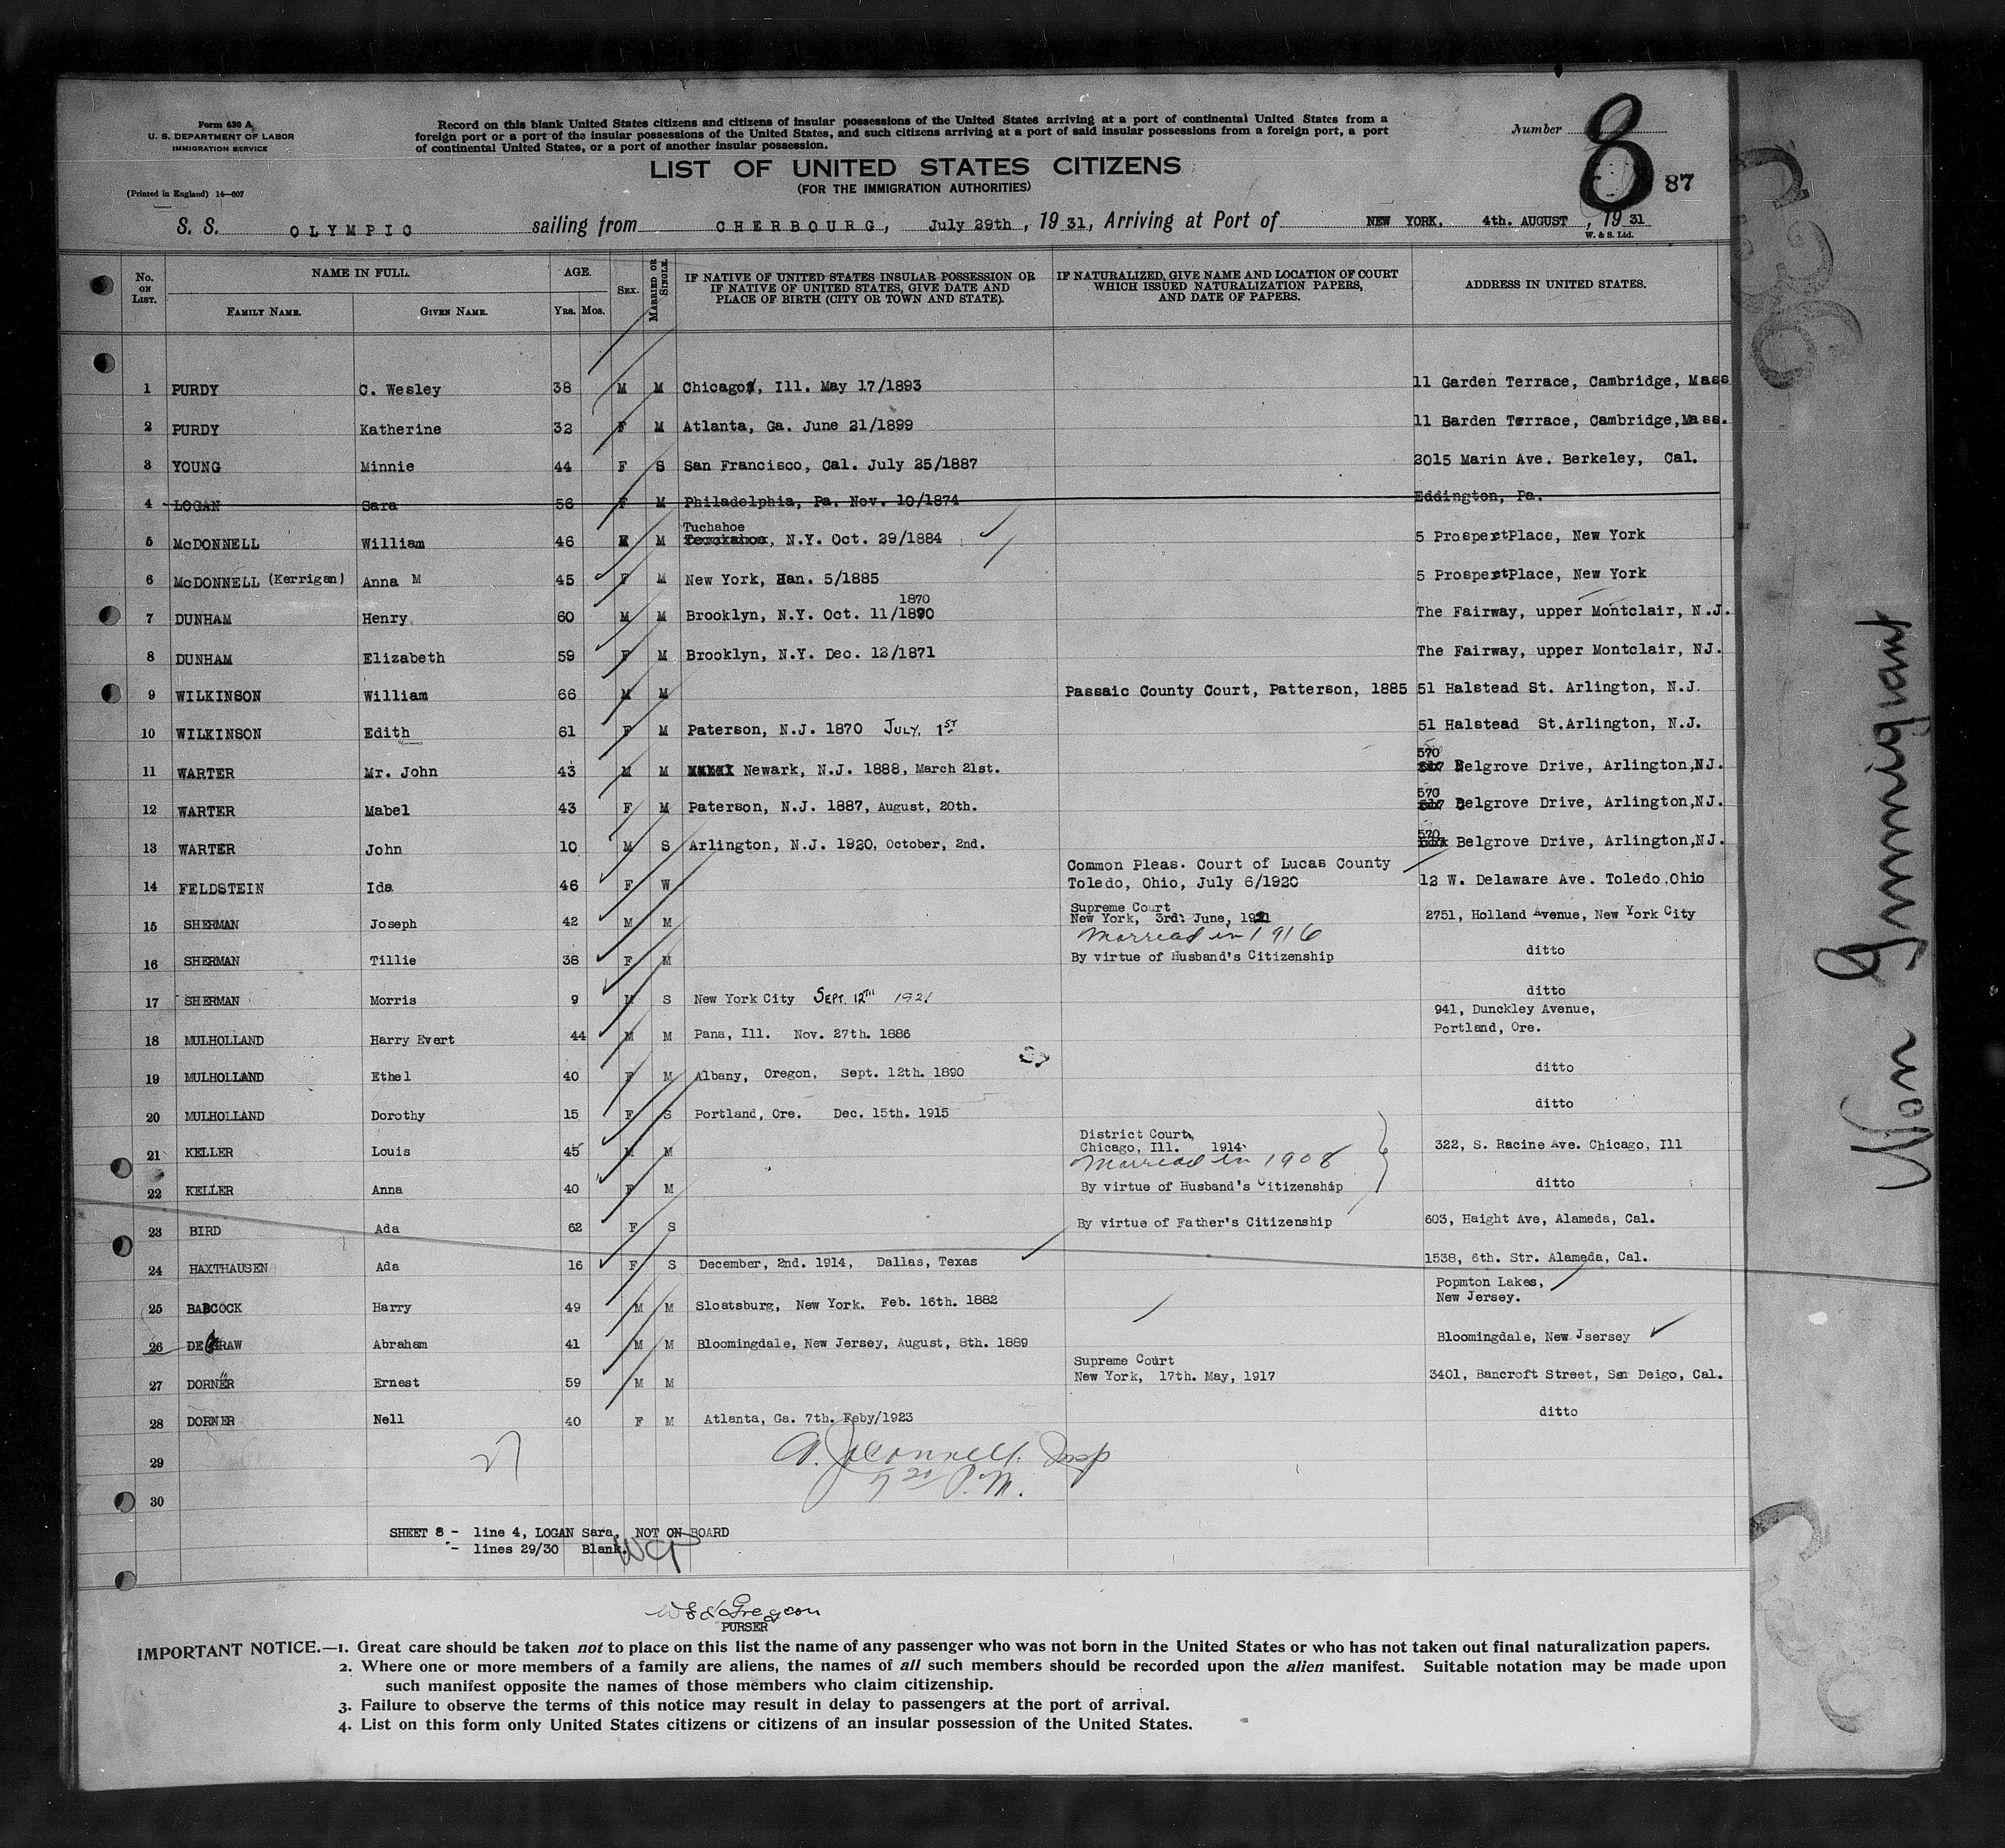 Form 630 A
U. S. DEPARTMENT OF LABOR
IMMIGRATION SERVICE
(Printed in England) 14—607
Record on this blank United States citizens and citizens of insular possessions of the United States arriving at a port of continental United States from a
foreign port or a port of the insular possessions of the United States, and such citizens arriving at a port of said insular possessions from a foreign port, a port
of continental United States, or a port of another insular possession.
LIST OF UNITED STATES CITIZENS
(FOR THE IMMIGRATION AUTHORITIES)
Number 8 87
S. S. OLYMPIC sailing from CHERBOURG, July 29th, 19 31, Arriving at Port of NEW YORK, 4th. AUGUST, 19 31
W. & S. Ltd.
No. ON LIST. NAME IN FULL. AGE. SEX. MARRIED OR SINGLE. IF NATIVE OF UNITED STATES INSULAR POSSESSION OR IF NATIVE OF UNITED STATES, GIVE DATE AND PLACE OF BIRTH (CITY OR TOWN AND STATE). IF NATURALIZED, GIVE NAME AND LOCATION OF COURT WHICH ISSUED NATURALIZATION PAPERS, AND DATE OF PAPERS. ADDRESS IN UNITED STATES.
FAMILY NAME. GIVEN NAME. YRS. MOS.
1 PURDY C. Wesley 38 M M Chicago, Ill. May 17/1893 11 Garden Terrace, Cambridge, Mass
2 PURDY Katherine 32 F M Atlanta, Ga. June 21/1899 11 Barden Terrace, Cambridge, Mass.
3 YOUNG Minnie 44 F S San Francisco, Cal. July 25/1887 2015 Marin Ave. Berkeley, Cal.
4 LOGAN Sara 56 F M Philadelphia, Pa. Nov. 10/1874 Eddington, Pa.
Tuchahoe
5 McDONNELL William 46 M M , N.Y. Oct. 29/1884 5 ProspectPlace, New York
6 McDONNELL (Kerrigan) Anna M 45 F M New York, Han. 5/1885 5 ProspectPlace, New York
1870
7 DUNHAM Henry 60 M M Brooklyn, N.Y. Oct. 11/1890 The Fairway, upper Montclair, N.J.
8 DUNHAM Elizabeth 59 F M Brooklyn, N.Y. Dec. 12/1871 The Fairway, upper Montclair, NJ.
9 WILKINSON William 66 M M Passaic County Court, Patterson, 1885 51 Halstead St. Arlington, N.J.
10 WILKINSON Edith 61 F M Paterson, N.J. 1870 JULY, 1ST 51 Halstead St.Arlington, N.J.
570
11 WARTER Mr. John 43 M M Newark, N.J. 1888, March 21st. Belgrove Drive, Arlington,NJ.
570
12 WARTER Mabel 43 F M Paterson, N.J. 1887, August, 20th. Belgrove Drive, Arlington,NJ.
570
13 WARTER John 10 M S Arlington, N.J. 1920, October, 2nd. Belgrove Drive, Arlington,NJ.
Common Pleas. Court of Lucas County
14 FELDSTEIN Ida 46 F W Toledo, Ohio, July 6/1920 12 W. Delaware Ave. Toledo,Ohio
Supreme Court
15 SHERMAN Joseph 42 M M New York, 3rd. June, 1921 2751, Holland Avenue, New York City
Married in 1916
16 SHERMAN Tillie 38 F M By virtue of Husband's Citizenship ditto
17 SHERMAN Morris 9 M S New York City SEPT. 12TH 1921 ditto
941, Dunckley Avenue,
Portland, Ore.
18 MULHOLLAND Harry Evert 44 M M Pana, Ill. Nov. 27th. 1886
19 MULHOLLAND Ethel 40 F M Albany, Oregon, Sept. 12th. 1890 ditto
20 MULHOLLAND Dorothy 15 F S Portland, Ore. Dec. 15th. 1915 ditto
District Court,
21 KELLER Louis 45 M M Chicago, Ill. 1914 322, S. Racine Ave. Chicago, Ill
Married in 1908
22 KELLER Anna 40 F M By virtue of Husband's Citizenship ditto
23 BIRD Ada 62 F S By virtue of Father's Citizenship 603, Haight Ave, Alameda, Cal.
24 HAXTHAUSEN Ada 16 F S December, 2nd. 1914, Dallas, Texas 1538, 6th. Str. Alameda, Cal.
Popmton Lakes,
New Jersey.
25 BABCOCK Harry 49 M M Sloatsburg, New York. Feb. 16th. 1882
26 DEGRAW Abraham 41 M M Bloomingdale, New Jersey, August, 8th. 1889 Bloomingdale, New Jsersey
Supreme Court
27 DORNER Ernest 59 M M New York, 17th. May, 1917 3401, Bancroft Street, San Deigo, Cal.
28 DORNER Nell 40 F M Atlanta, Ga. 7th. Feby/1923 ditto
29
27
30
P.M.
SHEET 8 - line 4, LOGAN Sara, NOT ON BOARD
"- lines 29/30 Blank.
WGP
PURSER
IMPORTANT NOTICE.—1. Great care should be taken not to place on this list the name of any passenger who was not born in the United States or who has not taken out final naturalization papers.
2. Where one or more members of a family are aliens, the names of all such members should be recorded upon the alien manifest. Suitable notation may be made upon
such manifest opposite the names of those members who claim citizenship.
3. Failure to observe the terms of this notice may result in delay to passengers at the port of arrival.
4. List on this form only United States citizens or citizens of an insular possession of the United States.
Non Immigrant